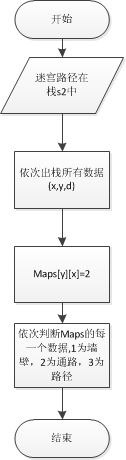 开始
迷宫路径在
栈s2中
依次出栈所有数据
(x,y,d)
Maps[y][x]=2
依次判断Maps的每
一个数据,1为墙
壁，2为通路，3为
路径
结束